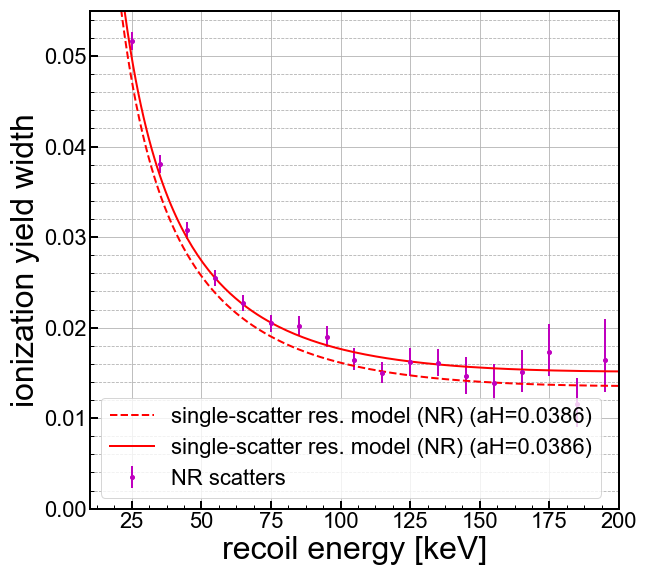 0.05
0.04
0.03
0.02
0.01
0.00
ionization yield width
single-scatter res. model (NR) (aH=0.0386)
single-scatter res. model (NR) (aH=0.0386)
NR scatters
25 50 75 100 125 150 175 200
recoil energy [keV]